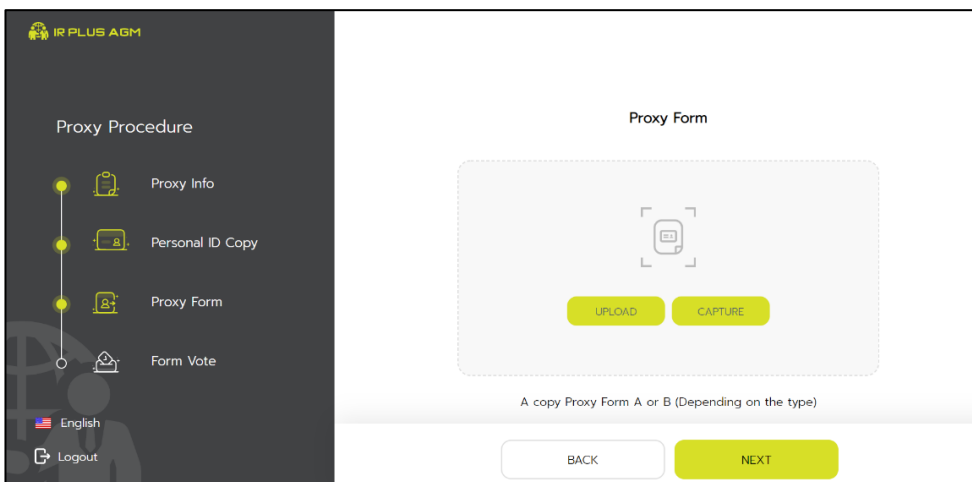 IR PLUS AGM
Proxy Procedure
Proxy Info
Personal ID Copy
Proxy Form
Form Vote
English
Logout
Proxy Form
UPLOAD
CAPTURE
A copy Proxy Form A or B (Depending on the type)
BACK
NEXT